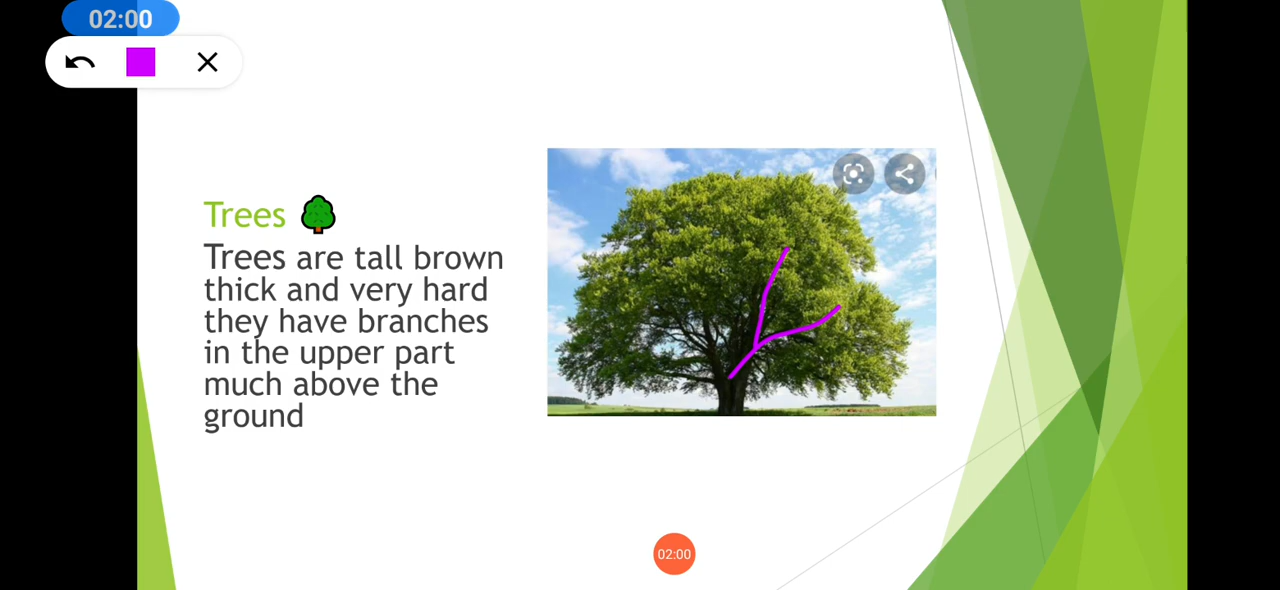 02:00
Trees
Trees are tall brown
thick and very hard
they have branches
in the upper part
much above the
ground
02:00